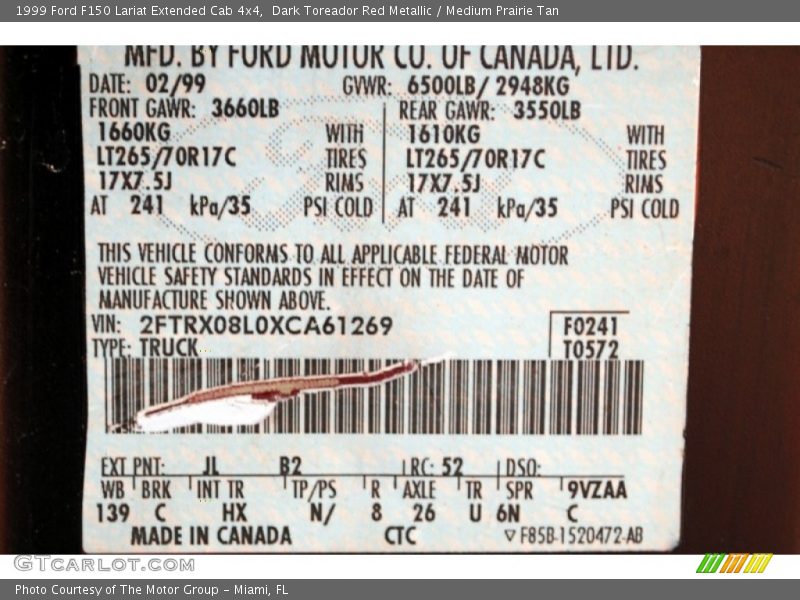 1999 Ford F150 Lariat Extended Cab 4x4,  Dark Toreador Red Metallic / Medium Prairie Tan
MFD. BY FORD MOTOR CO. OF CANADA, LTD.
DATE: 02/99 GVWR: 6500LB/ 2948KG
FRONT GAWR: 3660LB REAR GAWR: 3550LB
1660KG WITH 1610KG WITH
LT265/70R17C TIRES LT265/70R17C TIRES
17X7.5J RIMS 17X7.5J RIMS
AT 241 kPa/35 PSI COLD AT 241 kPa/35 PSI COLD
THIS VEHICLE CONFORMS TO ALL APPLICABLE FEDERAL MOTOR
VEHICLE SAFETY STANDARDS IN EFFECT ON THE DATE OF
MANUFACTURE SHOWN ABOVE.
VIN: 2FTRX08L0XCA61269 F0241
TYPE: TRUCK T0572
EXT PNT: JL B2 RC: 52 DSO:
WB BRK INT TR TP/PS R AXLE TR SPR 9VZAA
139 C HX N/ 8 26 U 6N C
MADE IN CANADA CTC ▽ F85B-1520472-AB
GTCARLOT.COM
Photo Courtesy of The Motor Group - Miami, FL